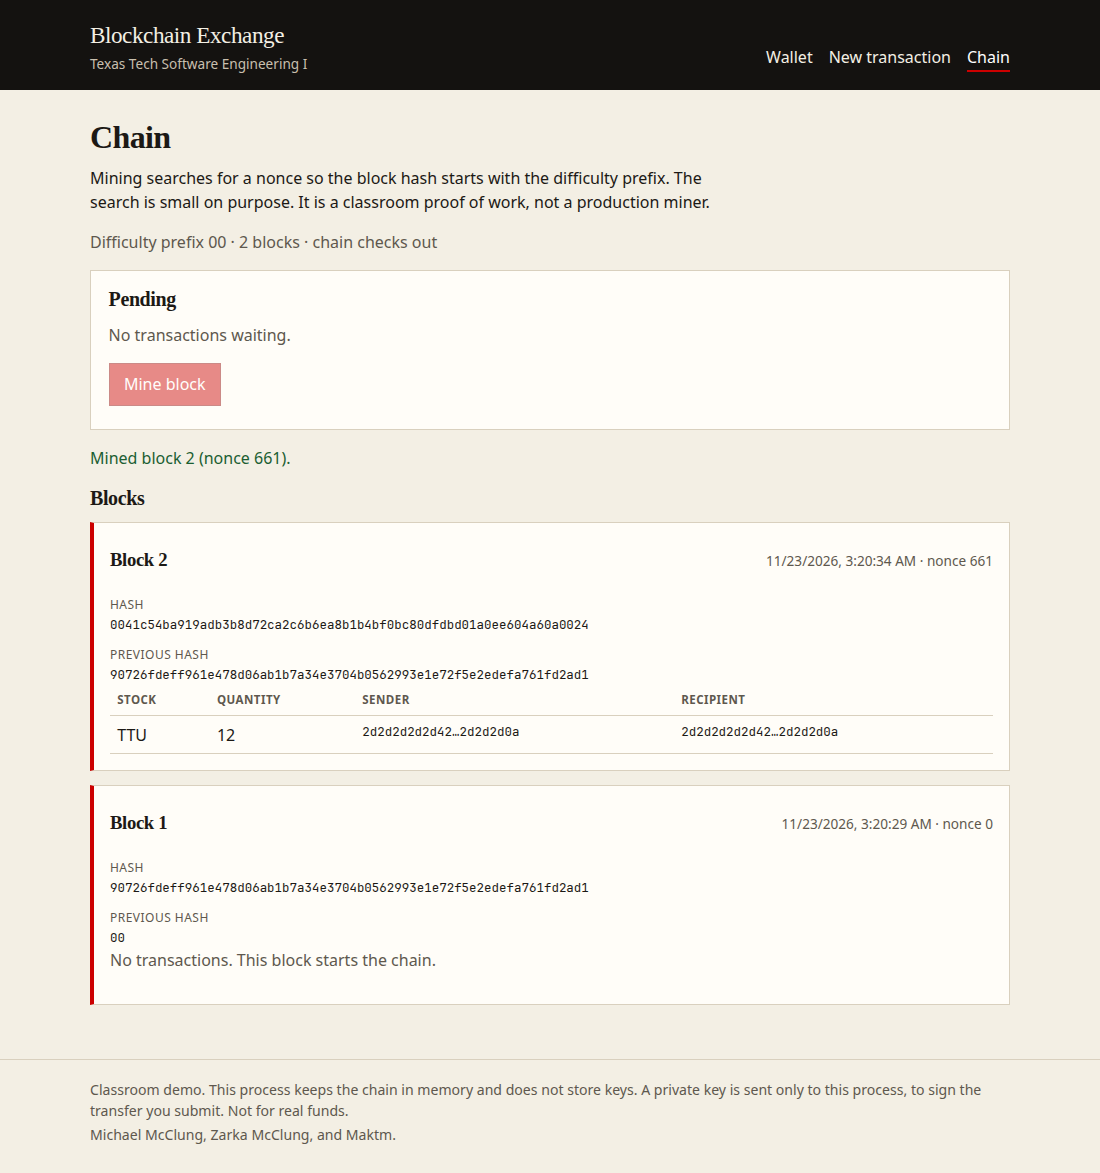 Blockchain Exchange
Texas Tech Software Engineering I
Wallet New transaction Chain
Chain
Mining searches for a nonce so the block hash starts with the difficulty prefix. The
search is small on purpose. It is a classroom proof of work, not a production miner.
Difficulty prefix 00 · 2 blocks · chain checks out
Pending
No transactions waiting.
Mine block
Mined block 2 (nonce 661).
Blocks
Block 2
11/23/2026, 3:20:34 AM · nonce 661
HASH
0041c54ba919adb3b8d72ca2c6b6ea8b1b4bf0bc80dfdbd01a0ee604a60a0024
PREVIOUS HASH
90726fdeff961e478d06ab1b7a34e3704b0562993e1e72f5e2edefa761fd2ad1
STOCK QUANTITY SENDER RECIPIENT
TTU 12 2d2d2d2d2d42…2d2d2d0a 2d2d2d2d2d42…2d2d2d0a
Block 1
11/23/2026, 3:20:29 AM · nonce 0
HASH
90726fdeff961e478d06ab1b7a34e3704b0562993e1e72f5e2edefa761fd2ad1
PREVIOUS HASH
00
No transactions. This block starts the chain.
Classroom demo. This process keeps the chain in memory and does not store keys. A private key is sent only to this process, to sign the
transfer you submit. Not for real funds.
Michael McClung, Zarka McClung, and Maktm.